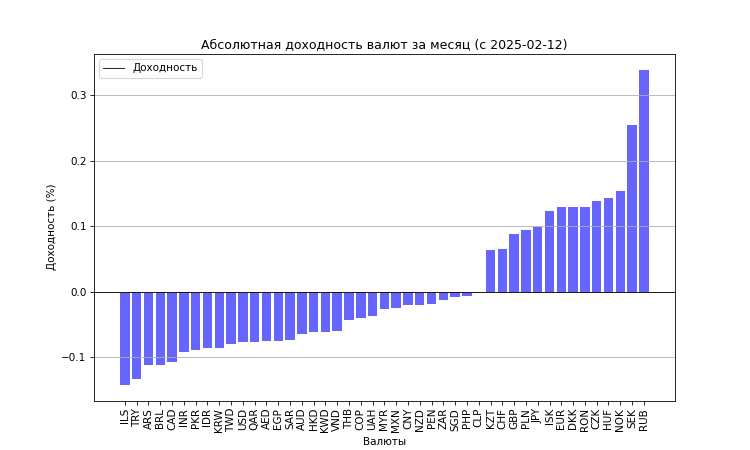 Абсолютная доходность валют за месяц (с 2025-02-12)
Доходность
0.3
0.2
0.1
0.0
−0.1
Доходность (%)
ILS TRY ARS BRL CAD INR PKR IDR KRW TWD USD QAR AED EGP SAR AUD HKD KWD VND THB COP UAH MYR MXN CNY NZD PEN ZAR SGD PHP CLP KZT CHF GBP PLN JPY ISK EUR DKK RON CZK HUF NOK SEK RUB
Валюты